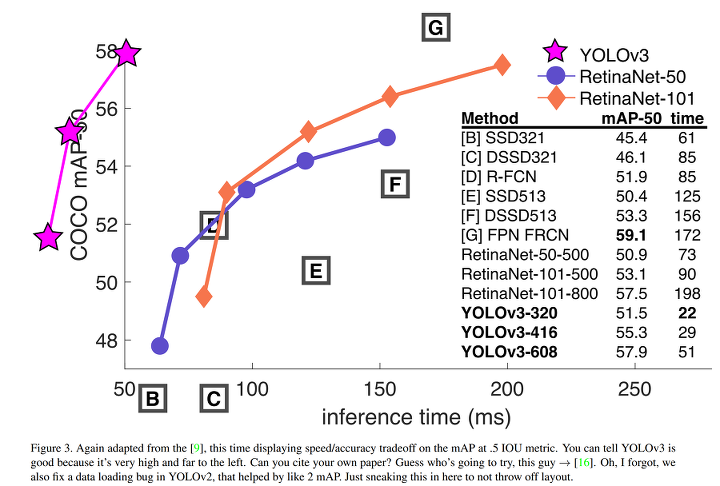 G
58
56
54
52
50
48
COCO mAP-50
F
E
B
C
50
100
150
200
250
inference time (ms)
YOLOv3
RetinaNet-50
RetinaNet-101
Method mAP-50 time
[B] SSD321 45.4 61
[C] DSSD321 46.1 85
[D] R-FCN 51.9 85
[E] SSD513 50.4 125
[F] DSSD513 53.3 156
[G] FPN FRCN 59.1 172
RetinaNet-50-500 50.9 73
RetinaNet-101-500 53.1 90
RetinaNet-101-800 57.5 198
YOLOv3-320 51.5 22
YOLOv3-416 55.3 29
YOLOv3-608 57.9 51
Figure 3. Again adapted from the [9], this time displaying speed/accuracy tradeoff on the mAP at .5 IOU metric. You can tell YOLOv3 is
good because it's very high and far to the left. Can you cite your own paper? Guess who's going to try, this guy → [16]. Oh, I forgot, we
also fix a data loading bug in YOLOv2, that helped by like 2 mAP. Just sneaking this in here to not throw off layout.